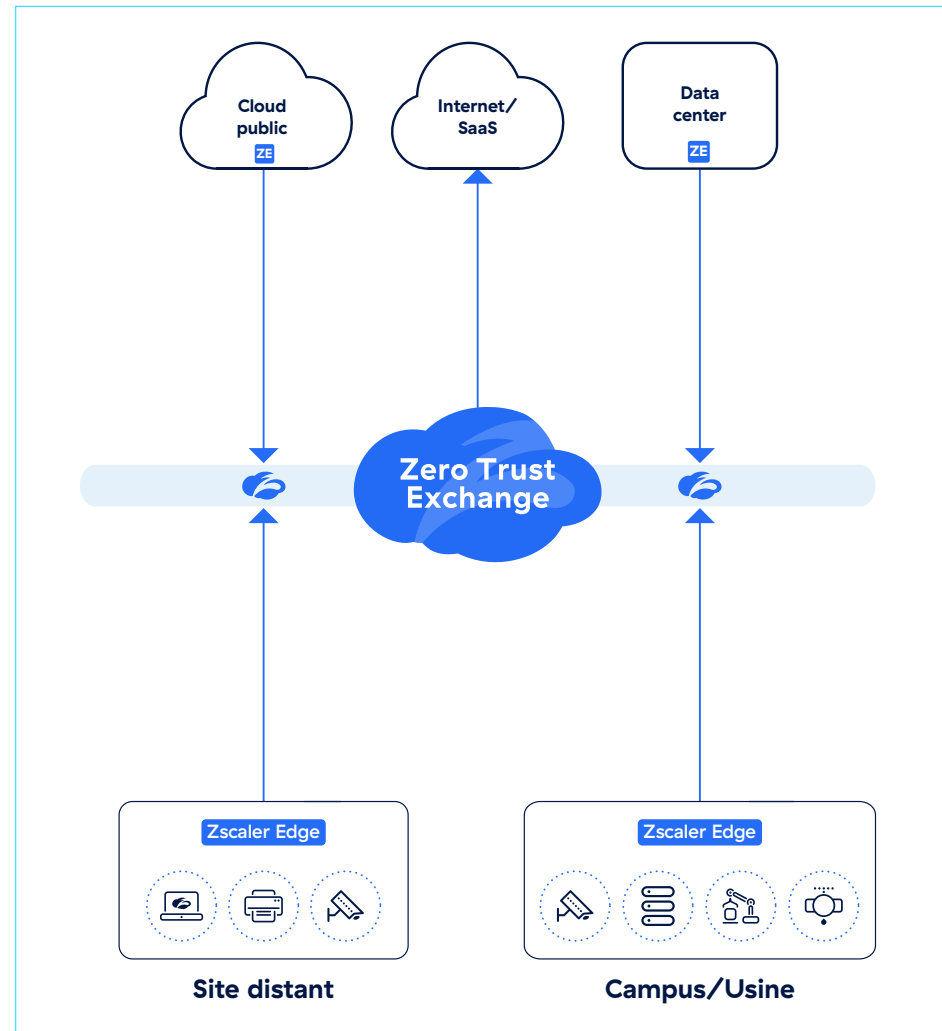 Cloud
public
ZE
Internet/
SaaS
Data
center
ZE
Zero Trust
Exchange
Zscaler Edge
Site distant
Zscaler Edge
Campus/Usine